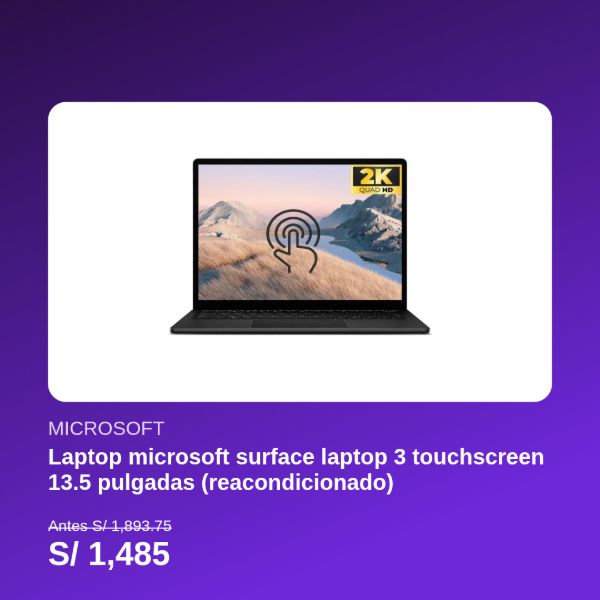 2K
QUAD HD
MICROSOFT
Laptop microsoft surface laptop 3 touchscreen
13.5 pulgadas (reacondicionado)
Antes S/ 1,893.75
S/ 1,485